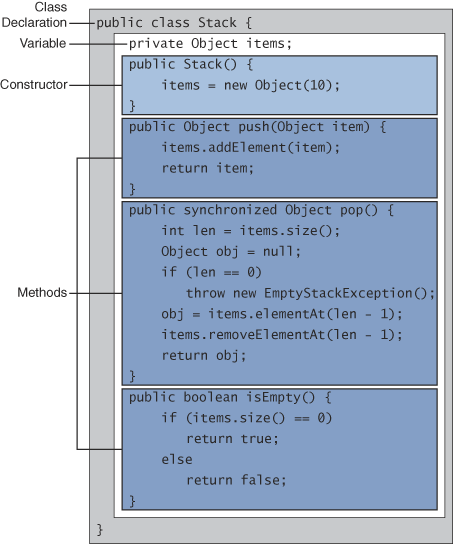 Class
Declaration
public class Stack {
Variable
private Object items;
Constructor
public Stack() {
items = new Object(10);
}
public Object push(Object item) {
items.addElement(item);
return item;
}
Methods
public synchronized Object pop() {
int len = items.size();
Object obj = null;
if (len == 0)
throw new EmptyStackException();
obj = items.elementAt(len - 1);
items.removeElementAt(len - 1);
return obj;
}
public boolean isEmpty() {
if (items.size() == 0)
return true;
else
return false;
}
}